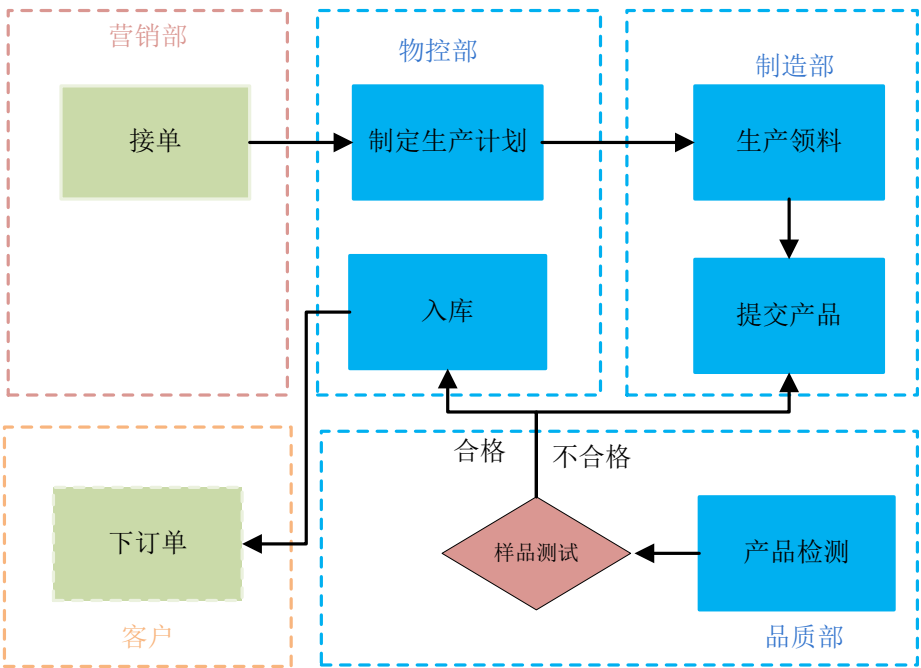 营销部
物控部
制造部
接单
制定生产计划
生产领料
入库
提交产品
合格
不合格
下订单
样品测试
产品检测
客户
品质部